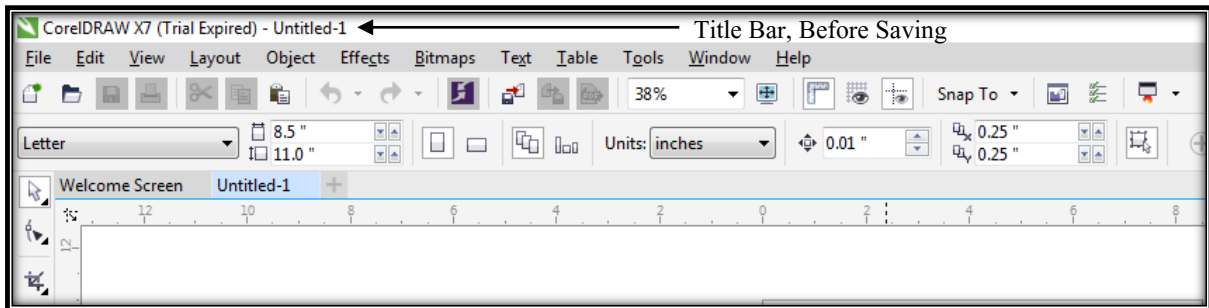 CorelDRAW X7 (Trial Expired) - Untitled-1 Title Bar, Before Saving
File Edit View Layout Object Effects Bitmaps Text Table Tools Window Help
38% Snap To
Letter 8.5 " Units: inches 0.01 " 0.25 "
11.0 " 0.25 "
Welcome Screen Untitled-1
12 10 8 6 4 2 0 2 4 6 8
12